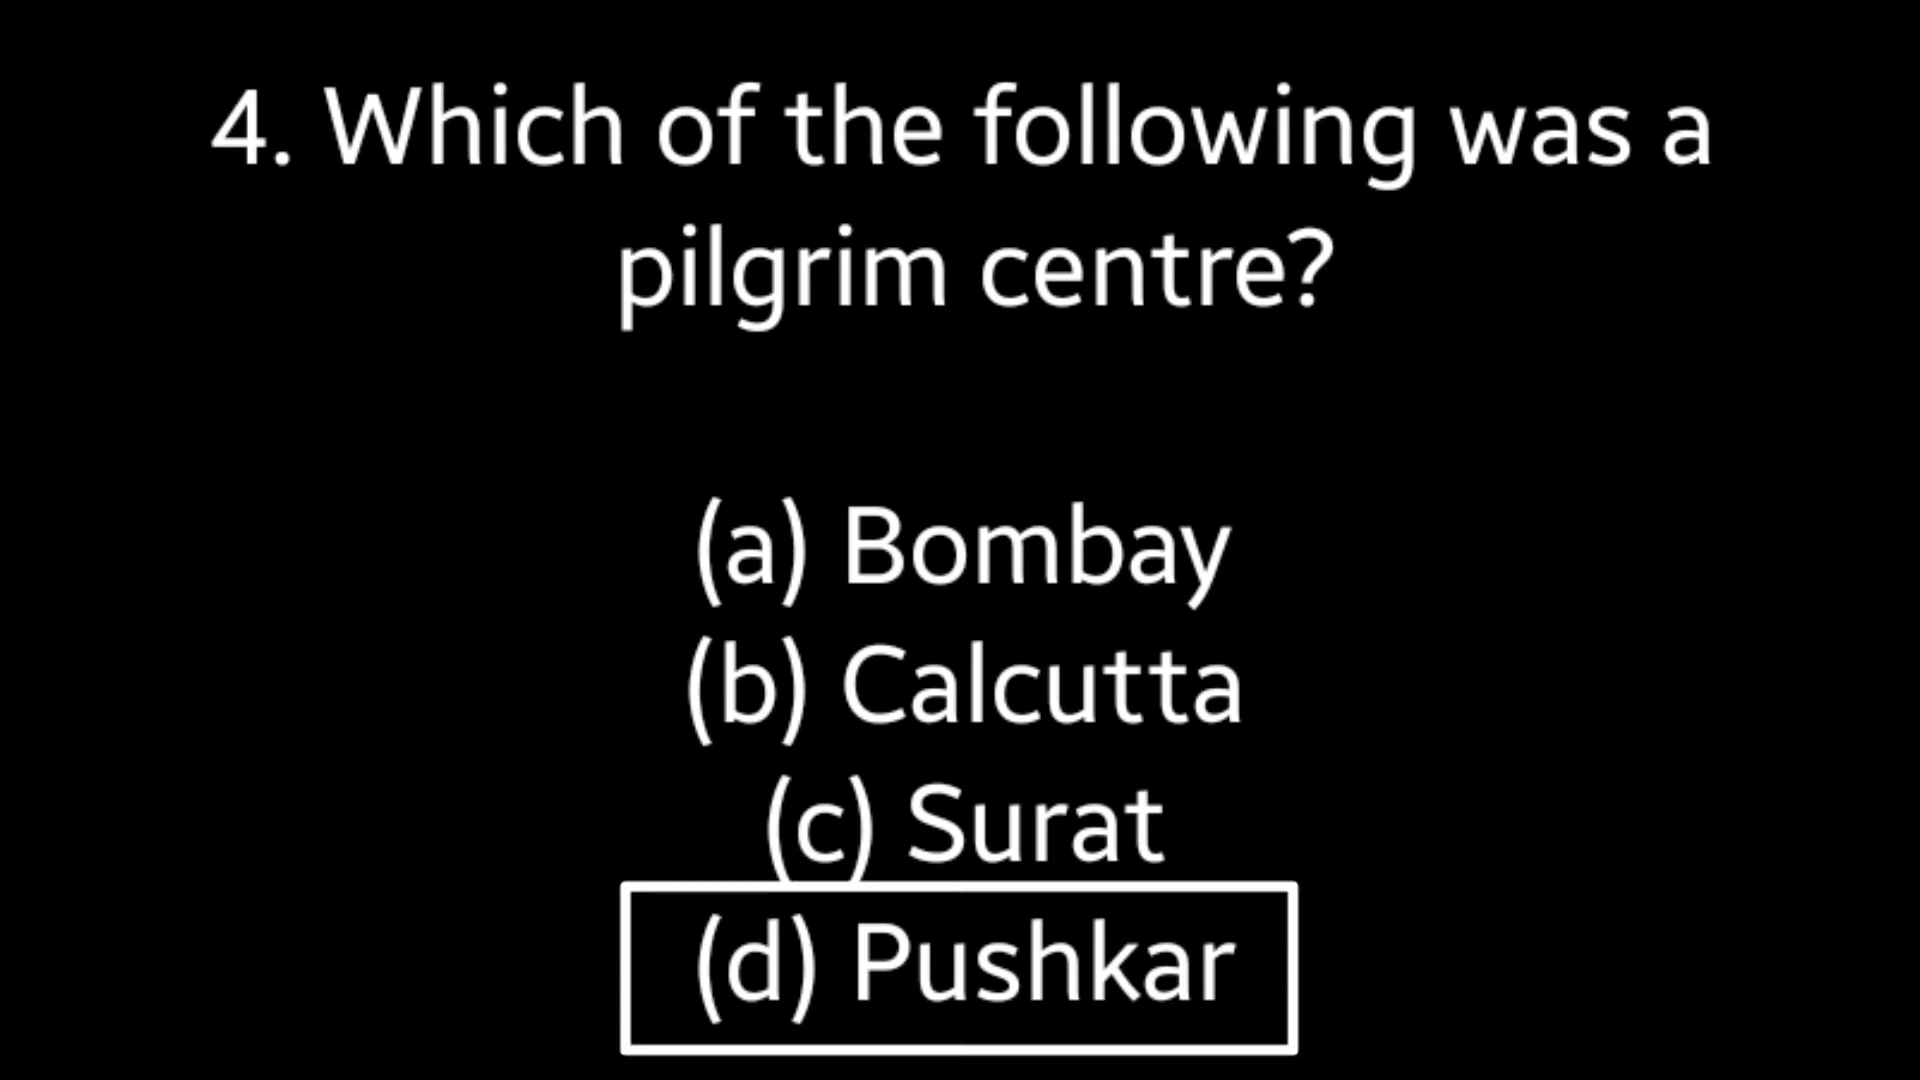 4. Which of the following was a
pilgrim centre?
(a) Bombay
(b) Calcutta
(c) Surat
(d) Pushkar